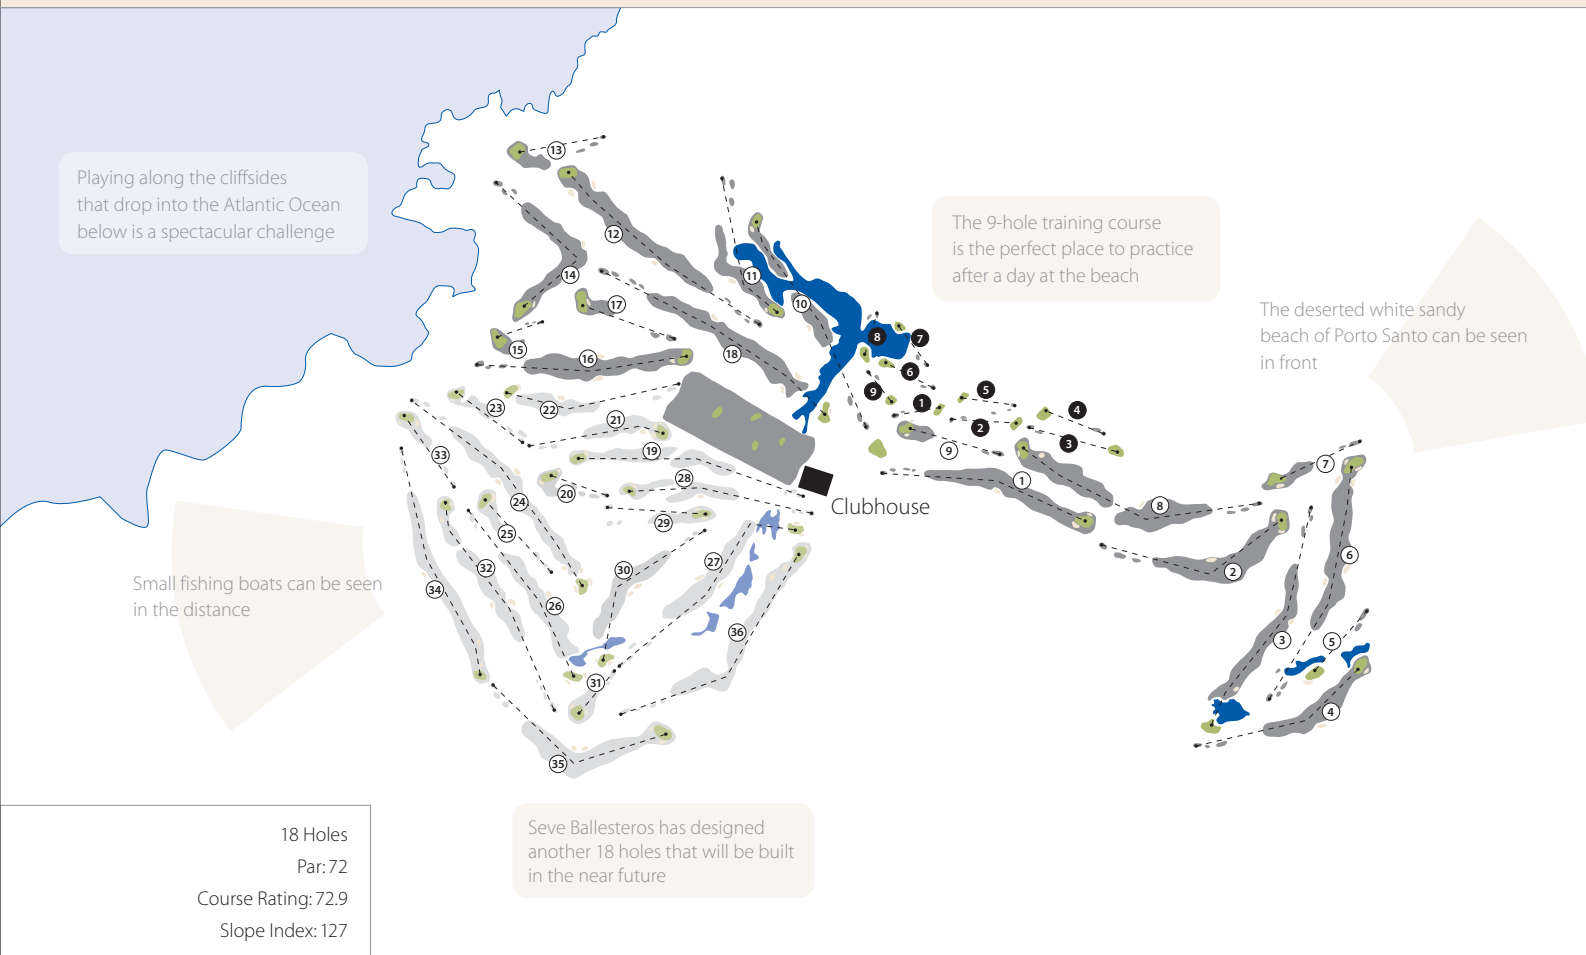 Playing along the cliffsides
that drop into the Atlantic Ocean
below is a spectacular challenge
The 9-hole training course
is the perfect place to practice
after a day at the beach
The deserted white sandy
beach of Porto Santo can be seen
in front
13
12
14
11
10
17
15
16
18
8
7
6
9
1
5
2
4
3
23
22
21
19
20
28
29
33
24
25
32
34
26
30
27
36
31
35
9
1
8
2
7
6
3
5
4
Clubhouse
Small fishing boats can be seen
in the distance
Seve Ballesteros has designed
another 18 holes that will be built
in the near future
18 Holes
Par: 72
Course Rating: 72.9
Slope Index: 127